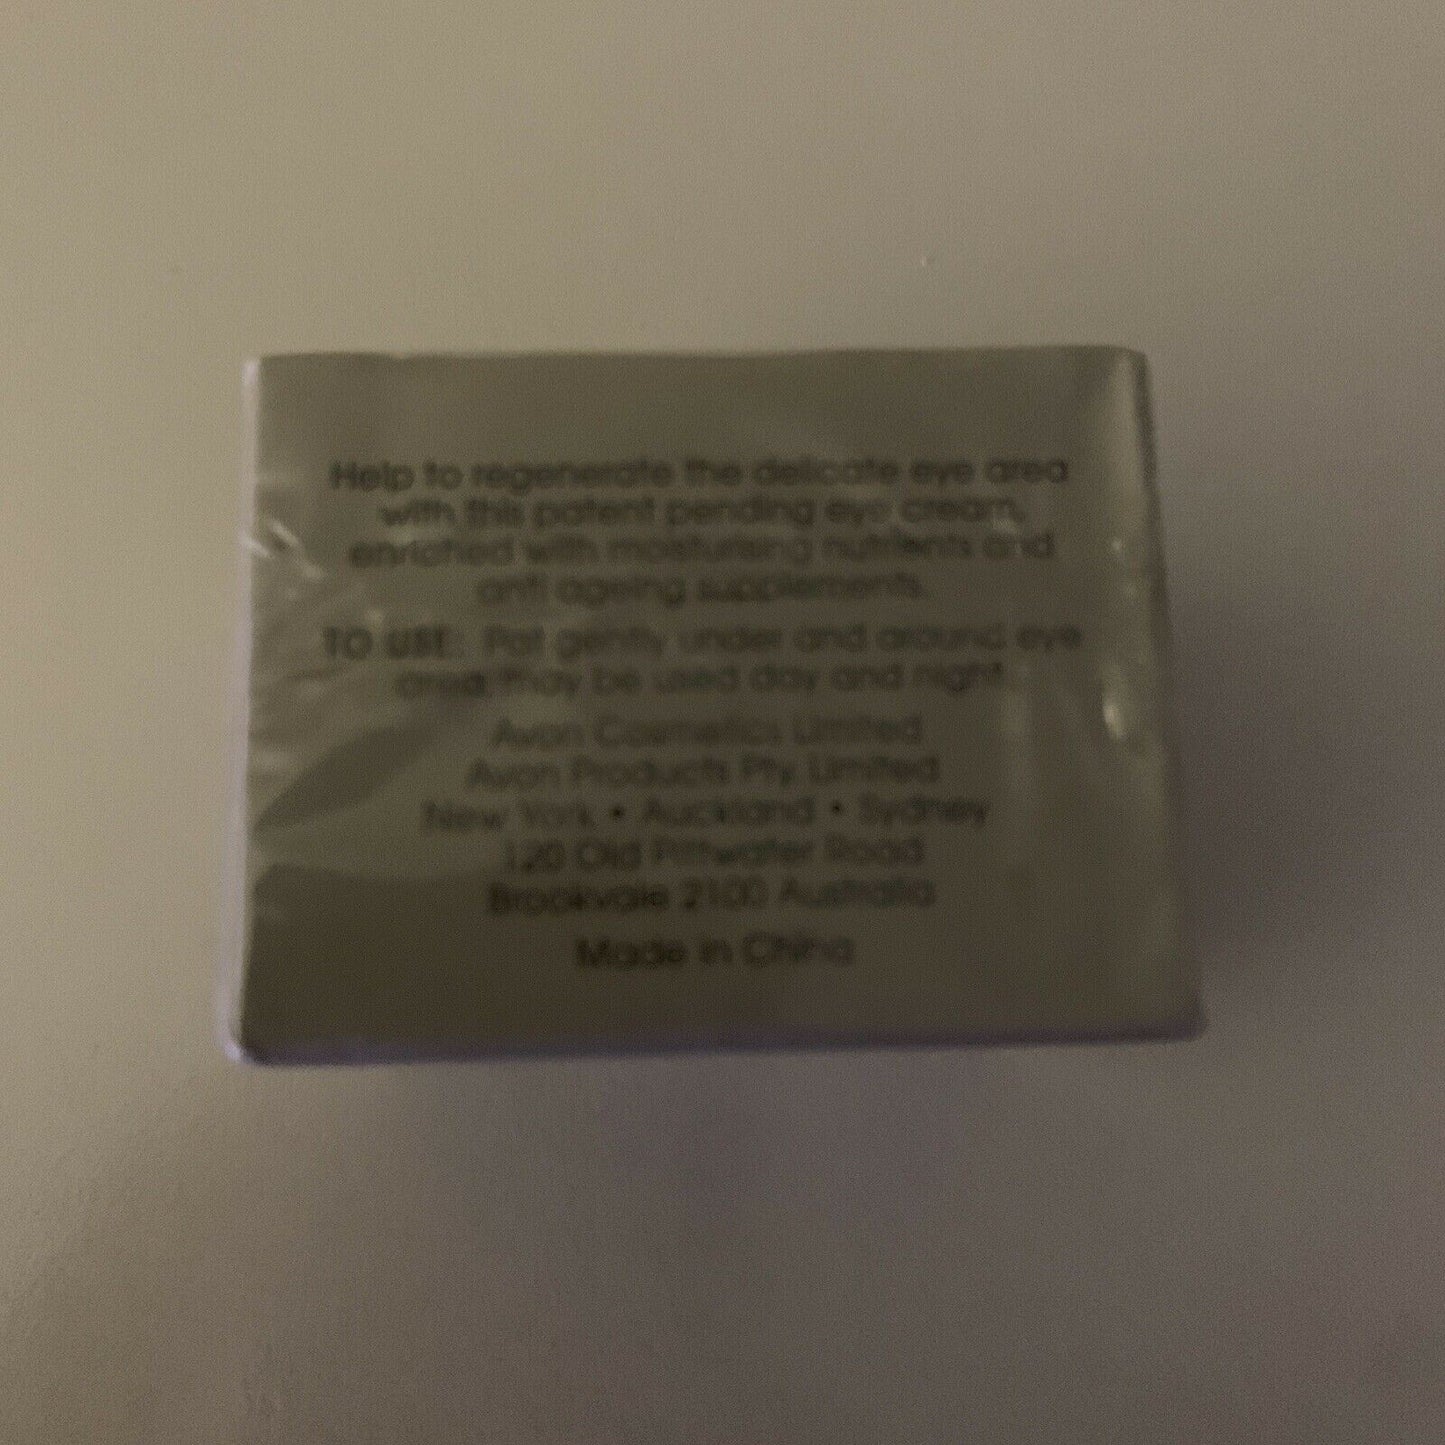 Help to regenerate the delicate eye area
with this patent pending eye cream,
enriched with moisturising nutrients and
anti ageing supplements.
TO USE: Pat gently under and around eye
area, may be used day and night.
Avon Cosmetics Limited
Avon Products Pty Limited
New York • Auckland • Sydney
120 Old Pittwater Road
Brookvale 2100 Australia
Made in China